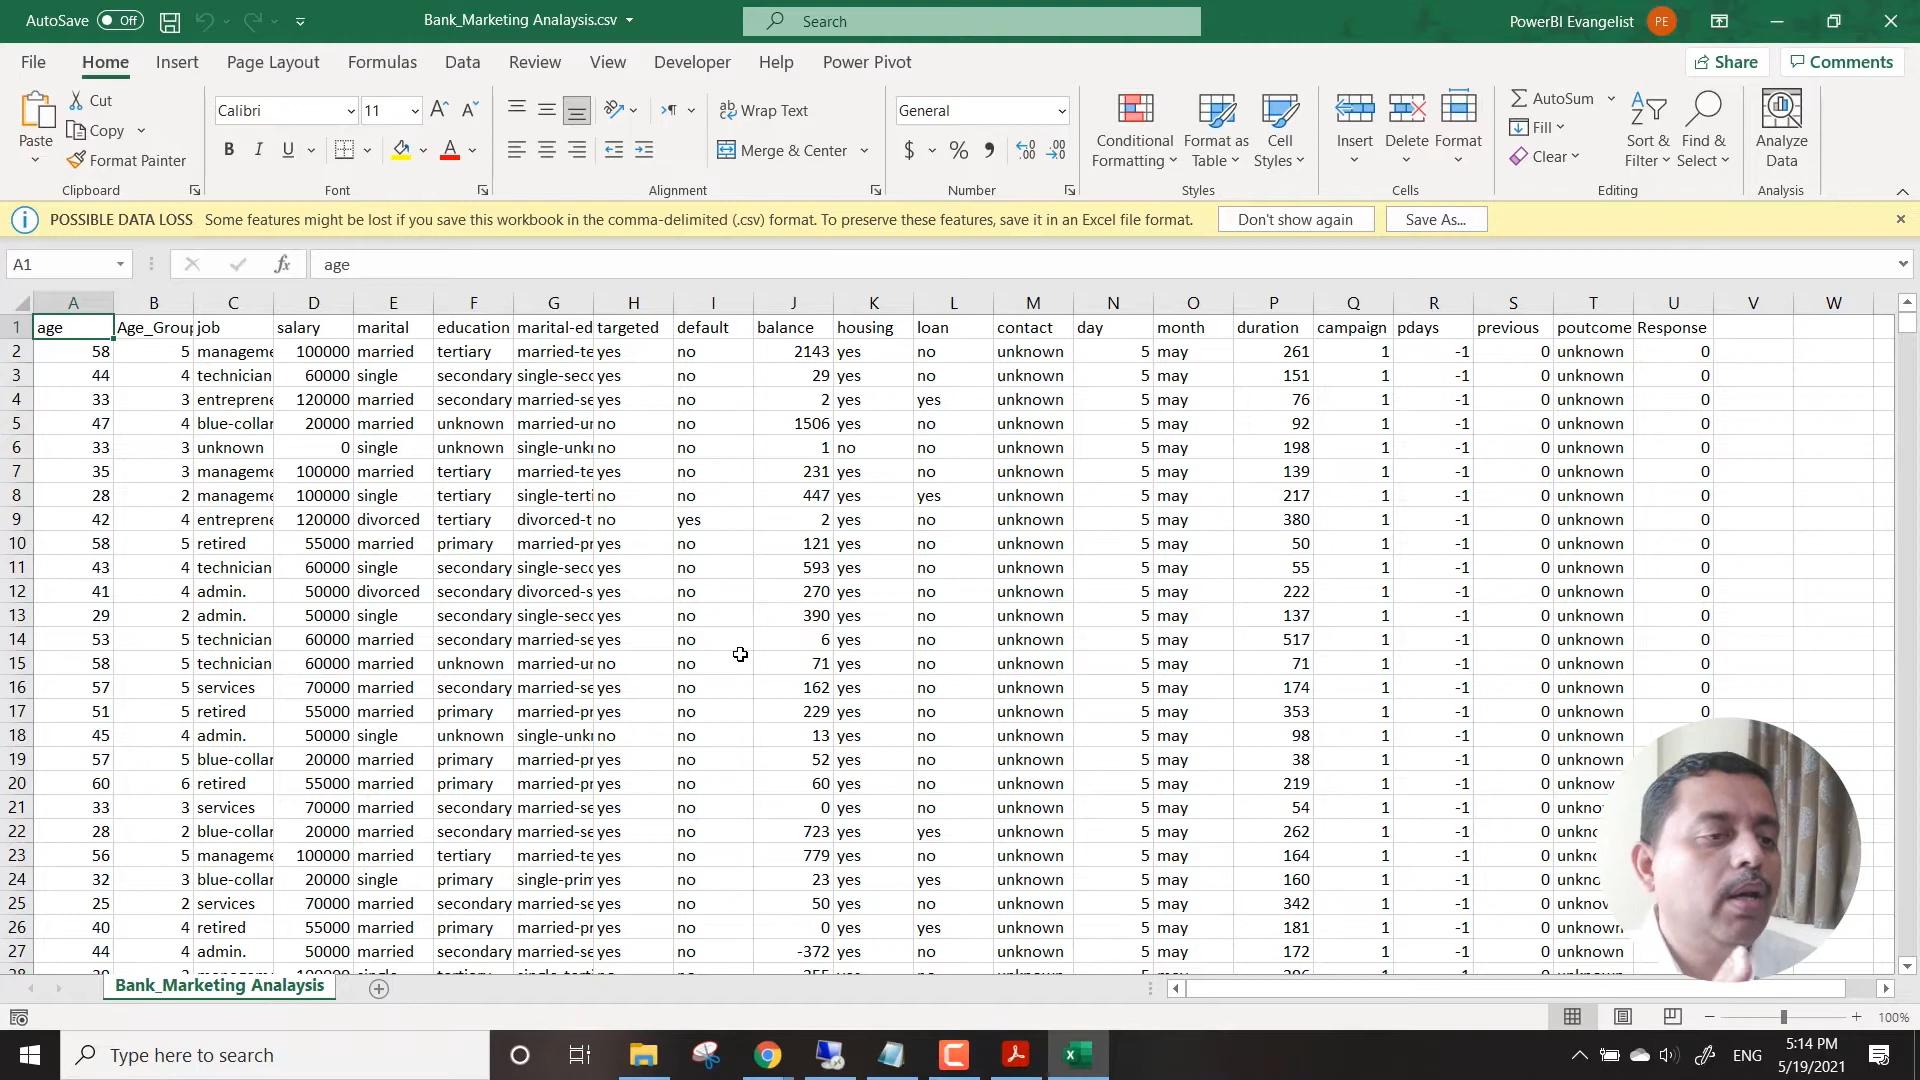 AutoSave Off Bank_Marketing Analaysis.csv Search PowerBI Evangelist PE
File Home Insert Page Layout Formulas Data Review View Developer Help Power Pivot Share Comments
Paste Cut Copy Format Painter Clipboard
Calibri 11 B I U A Font
Wrap Text Merge & Center Alignment
General $ % Number
Conditional Formatting Format as Table Cell Styles Styles
Insert Delete Format Cells
AutoSum Fill Clear Sort & Filter Find & Select Editing
Analyze Data Analysis
POSSIBLE DATA LOSS Some features might be lost if you save this workbook in the comma-delimited (.csv) format. To preserve these features, save it in an Excel file format. Don't show again Save As...
A1 fx age
A B C D E F G H I J K L M N O P Q R S T U V W
1 age Age_Group job salary marital education marital-ed targeted default balance housing loan contact day month duration campaign pdays previous poutcome Response
2 58 5 manageme 100000 married tertiary married-te yes no 2143 yes no unknown 5 may 261 1 -1 0 unknown 0
3 44 4 technician 60000 single secondary single-seco yes no 29 yes no unknown 5 may 151 1 -1 0 unknown 0
4 33 3 entreprene 120000 married secondary married-se yes no 2 yes yes unknown 5 may 76 1 -1 0 unknown 0
5 47 4 blue-collar 20000 married unknown married-un no no 1506 yes no unknown 5 may 92 1 -1 0 unknown 0
6 33 3 unknown 0 single unknown single-unkn no no 1 no no unknown 5 may 198 1 -1 0 unknown 0
7 35 3 manageme 100000 married tertiary married-te yes no 231 yes no unknown 5 may 139 1 -1 0 unknown 0
8 28 2 manageme 100000 single tertiary single-terti no no 447 yes yes unknown 5 may 217 1 -1 0 unknown 0
9 42 4 entreprene 120000 divorced tertiary divorced-t no yes 2 yes no unknown 5 may 380 1 -1 0 unknown 0
10 58 5 retired 55000 married primary married-pr yes no 121 yes no unknown 5 may 50 1 -1 0 unknown 0
11 43 4 technician 60000 single secondary single-seco yes no 593 yes no unknown 5 may 55 1 -1 0 unknown 0
12 41 4 admin. 50000 divorced secondary divorced-s yes no 270 yes no unknown 5 may 222 1 -1 0 unknown 0
13 29 2 admin. 50000 single secondary single-seco yes no 390 yes no unknown 5 may 137 1 -1 0 unknown 0
14 53 5 technician 60000 married secondary married-se yes no 6 yes no unknown 5 may 517 1 -1 0 unknown 0
15 58 5 technician 60000 married unknown married-un no no 71 yes no unknown 5 may 71 1 -1 0 unknown 0
16 57 5 services 70000 married secondary married-se yes no 162 yes no unknown 5 may 174 1 -1 0 unknown 0
17 51 5 retired 55000 married primary married-pr yes no 229 yes no unknown 5 may 353 1 -1 0 unknown 0
18 45 4 admin. 50000 single unknown single-unkn no no 13 yes no unknown 5 may 98 1 -1 0 unknown
19 57 5 blue-collar 20000 married primary married-pr yes no 52 yes no unknown 5 may 38 1 -1 0 unknown
20 60 6 retired 55000 married primary married-pr yes no 60 yes no unknown 5 may 219 1 -1 0 unknown
21 33 3 services 70000 married secondary married-se yes no 0 yes no unknown 5 may 54 1 -1 0 unkno
22 28 2 blue-collar 20000 married secondary married-se yes no 723 yes yes unknown 5 may 262 1 -1 0 unkno
23 56 5 manageme 100000 married tertiary married-te yes no 779 yes no unknown 5 may 164 1 -1 0 unkno
24 32 3 blue-collar 20000 single primary single-prim yes no 23 yes yes unknown 5 may 160 1 -1 0 unkno
25 25 2 services 70000 married secondary married-se yes no 50 yes no unknown 5 may 342 1 -1 0 unknow
26 40 4 retired 55000 married primary married-pr yes no 0 yes yes unknown 5 may 181 1 -1 0 unknown
27 44 4 admin. 50000 married secondary married-se yes no -372 yes no unknown 5 may 172 1 -1 0 unknown
Bank_Marketing Analaysis
100%
Type here to search ENG 5:14 PM
5/19/2021